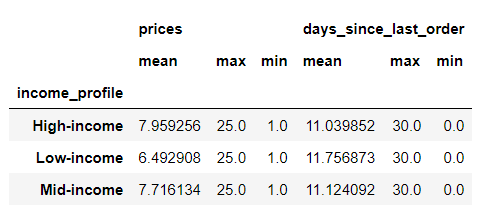 prices days_since_last_order
mean max min mean max min
income_profile
High-income 7.959256 25.0 1.0 11.039852 30.0 0.0
Low-income 6.492908 25.0 1.0 11.756873 30.0 0.0
Mid-income 7.716134 25.0 1.0 11.124092 30.0 0.0